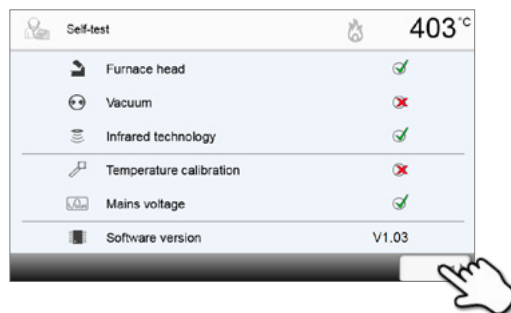 Self-test 403°C
Furnace head
Vacuum
Infrared technology
Temperature calibration
Mains voltage
Software version V1.03